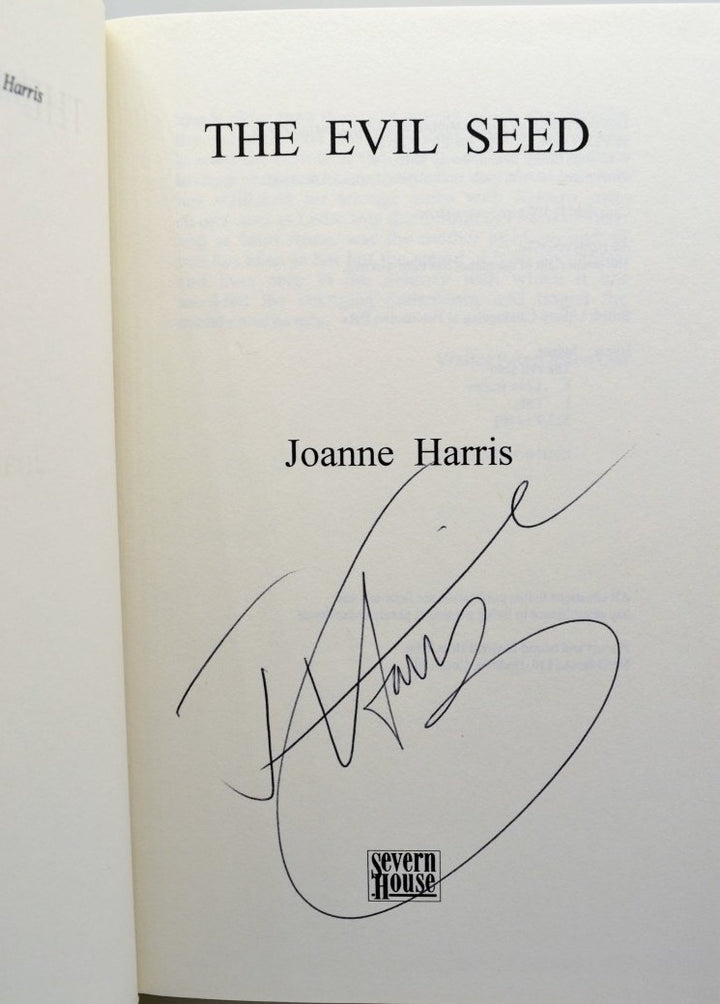 Harris
THE EVIL SEED
Joanne Harris
SEVERN
HOUSE